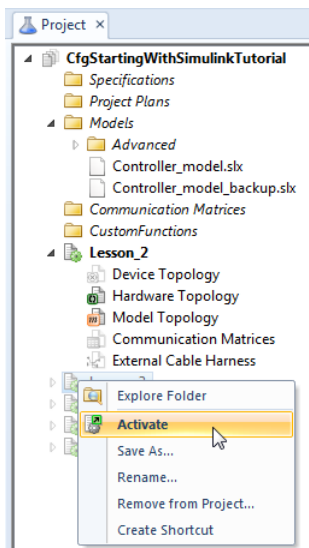 Project ×
CfgStartingWithSimulinkTutorial
Specifications
Project Plans
Models
Advanced
Controller_model.slx
Controller_model_backup.slx
Communication Matrices
CustomFunctions
Lesson_2
Device Topology
Hardware Topology
Model Topology
Communication Matrices
External Cable Harness
Explore Folder
Activate
Save As...
Rename...
Remove from Project...
Create Shortcut